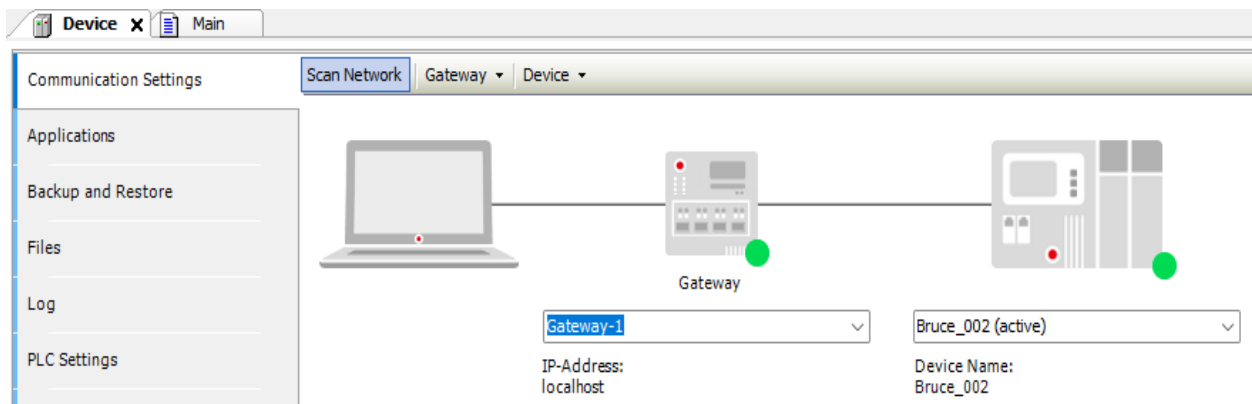 Device
Main
Communication Settings
Scan Network Gateway Device
Applications
Backup and Restore
Files
Log
PLC Settings
Gateway
Gateway-1
IP-Address:
localhost
Bruce_002 (active)
Device Name:
Bruce_002